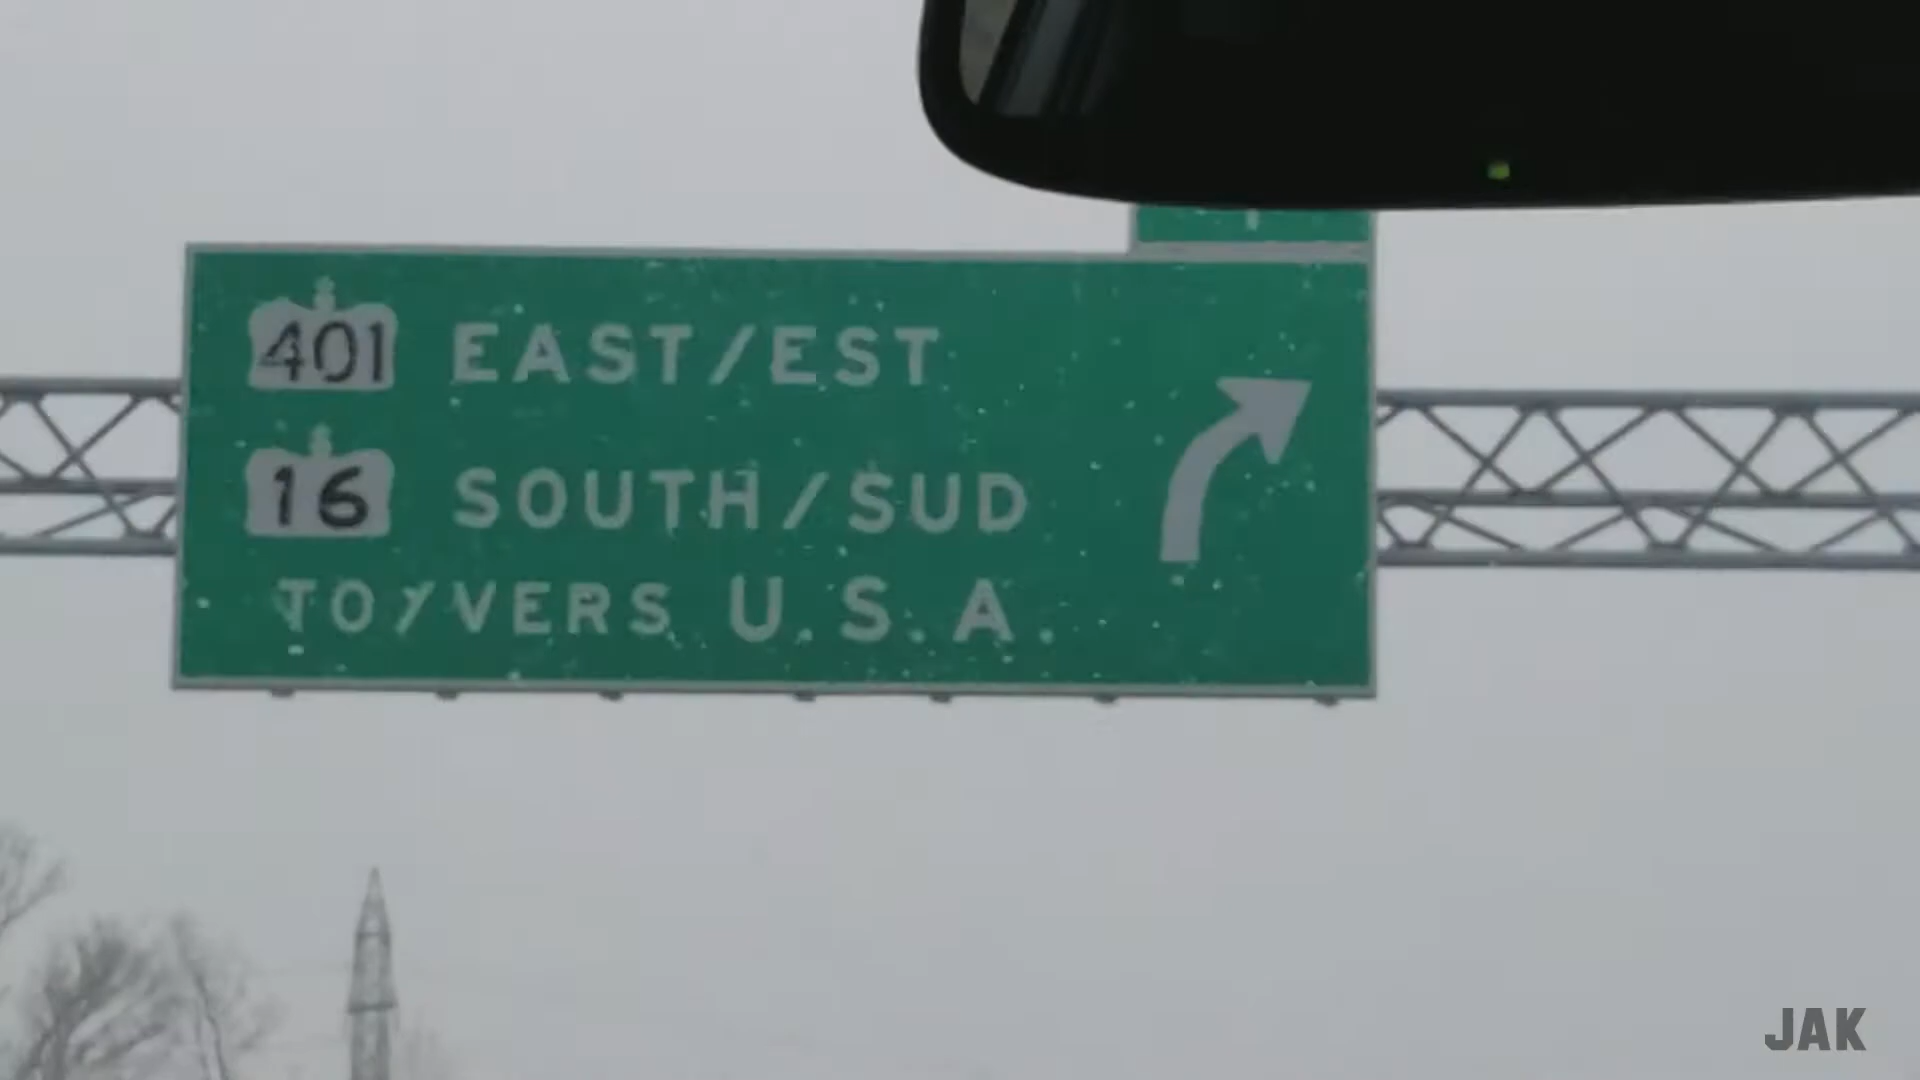 401 EAST/EST
16 SOUTH/SUD
TO/VERS U.S.A.
JAK